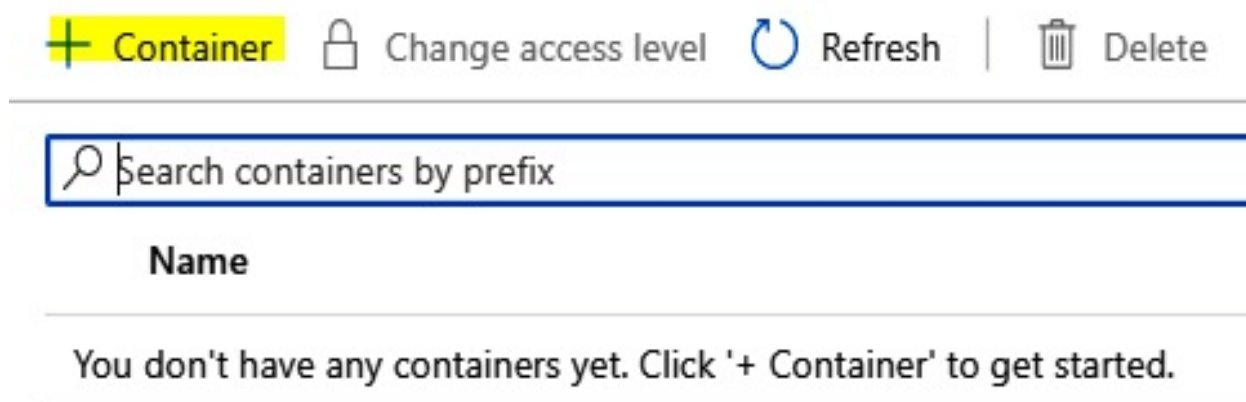 + Container Change access level Refresh | Delete
Search containers by prefix
Name
You don't have any containers yet. Click '+ Container' to get started.